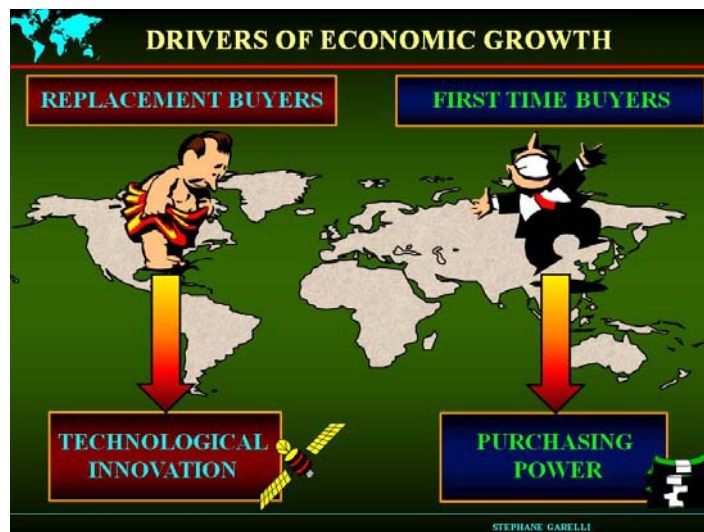 DRIVERS OF ECONOMIC GROWTH
REPLACEMENT BUYERS
FIRST TIME BUYERS
TECHNOLOGICAL
INNOVATION
PURCHASING
POWER
STEPHANE GARELLI